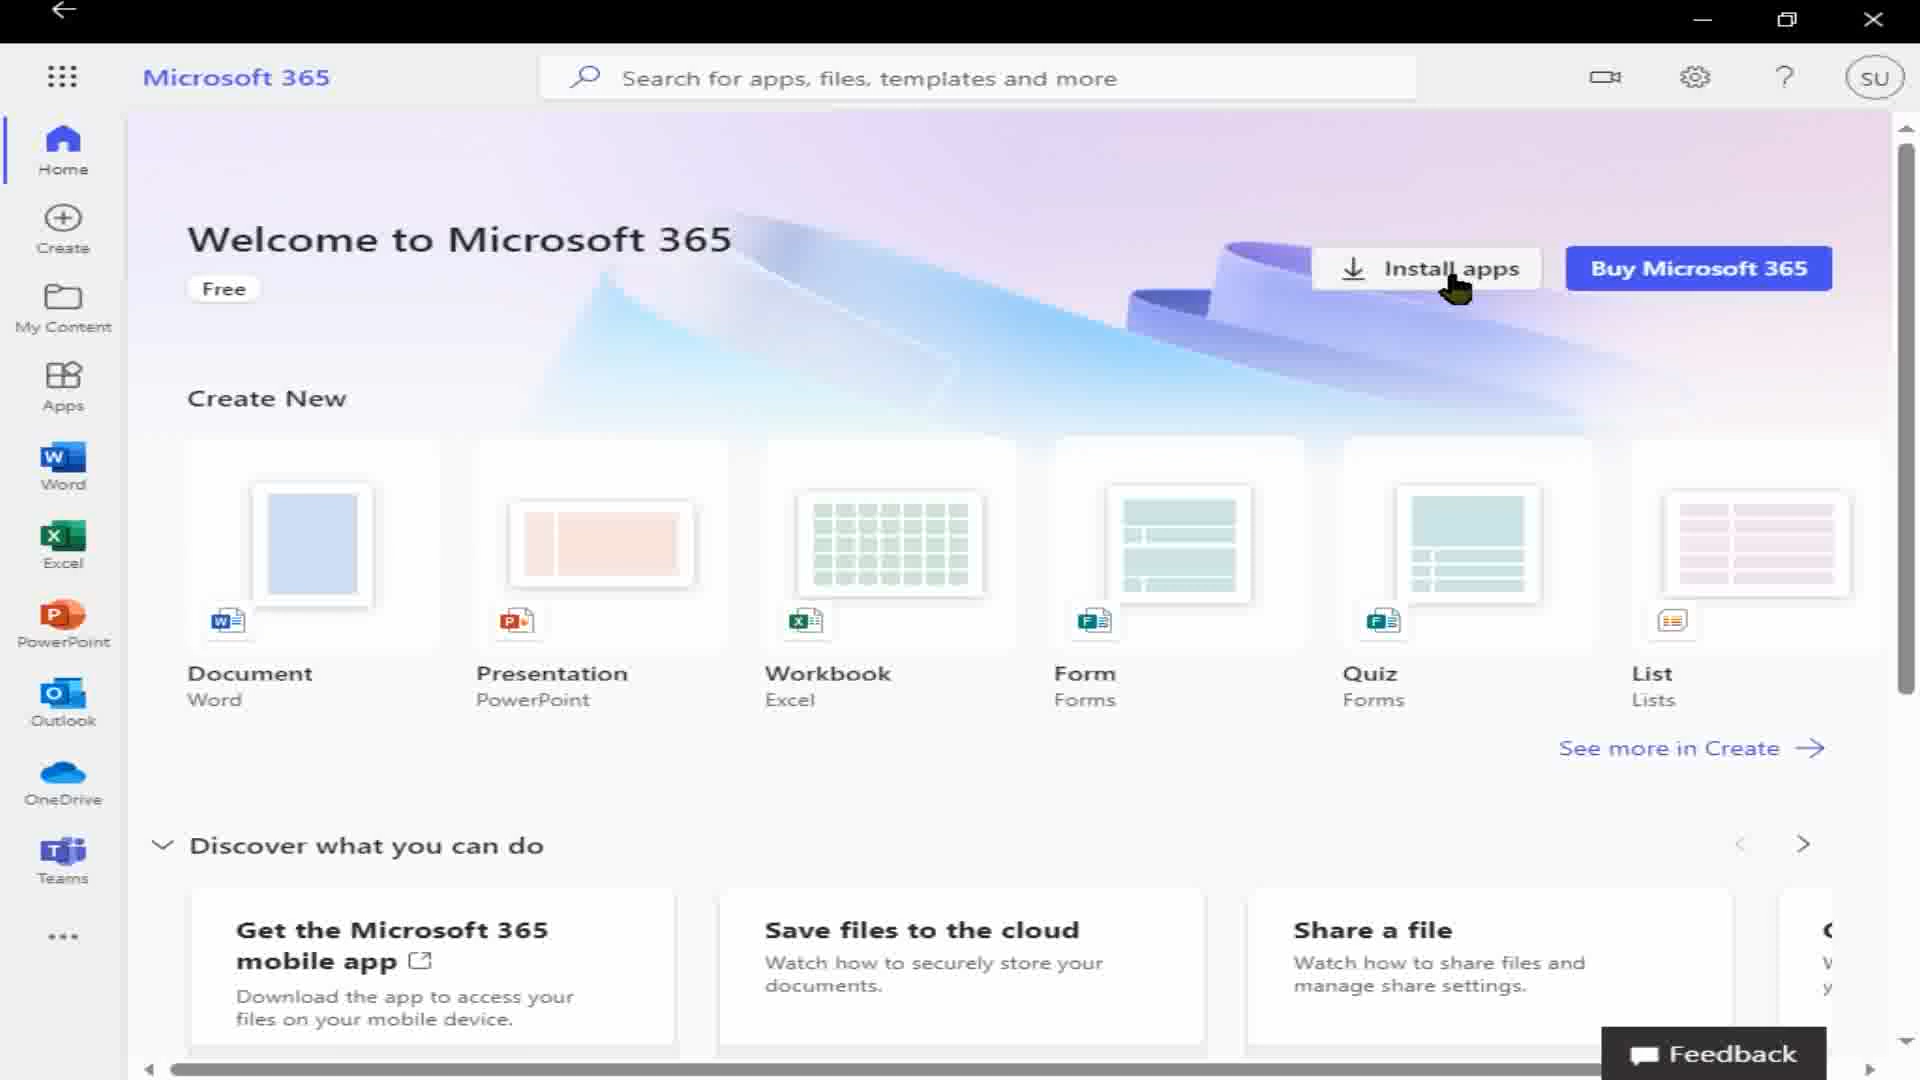 Microsoft 365
Search for apps, files, templates and more
?
SU
Home
Create
My Content
Apps
W
Word
X
Excel
P
PowerPoint
O
Outlook
OneDrive
T
Teams
Welcome to Microsoft 365
Free
Install apps
Buy Microsoft 365
Create New
W
Document
Word
P
Presentation
PowerPoint
X
Workbook
Excel
F
Form
Forms
F
Quiz
Forms
List
Lists
See more in Create
Discover what you can do
Get the Microsoft 365
mobile app
Download the app to access your
files on your mobile device.
Save files to the cloud
Watch how to securely store your
documents.
Share a file
Watch how to share files and
manage share settings.
Feedback